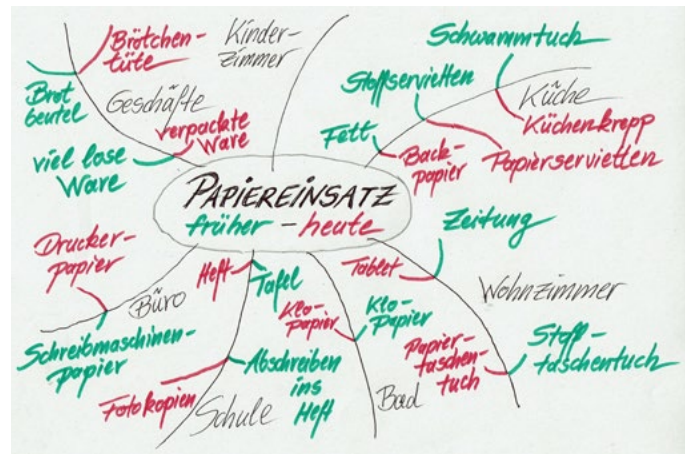 PAPIEREINSATZ
früher – heute
Geschäfte
Brötchen-
tüte
Brot
beutel
verpackte
Ware
viel lose
Ware
Kinder-
zimmer
Küche
Schwammtuch
Küchenkrepp
Stoffservietten
Papierservietten
Fett
Back-
papier
Wohnzimmer
Zeitung
Tablet
Stoff-
taschentuch
Papier-
taschen-
tuch
Bad
Klo-
papier
Klo-
papier
Schule
Heft
Tafel
Fotokopien
Abschreiben
ins
Heft
Büro
Drucker-
papier
Schreibmaschinen-
papier